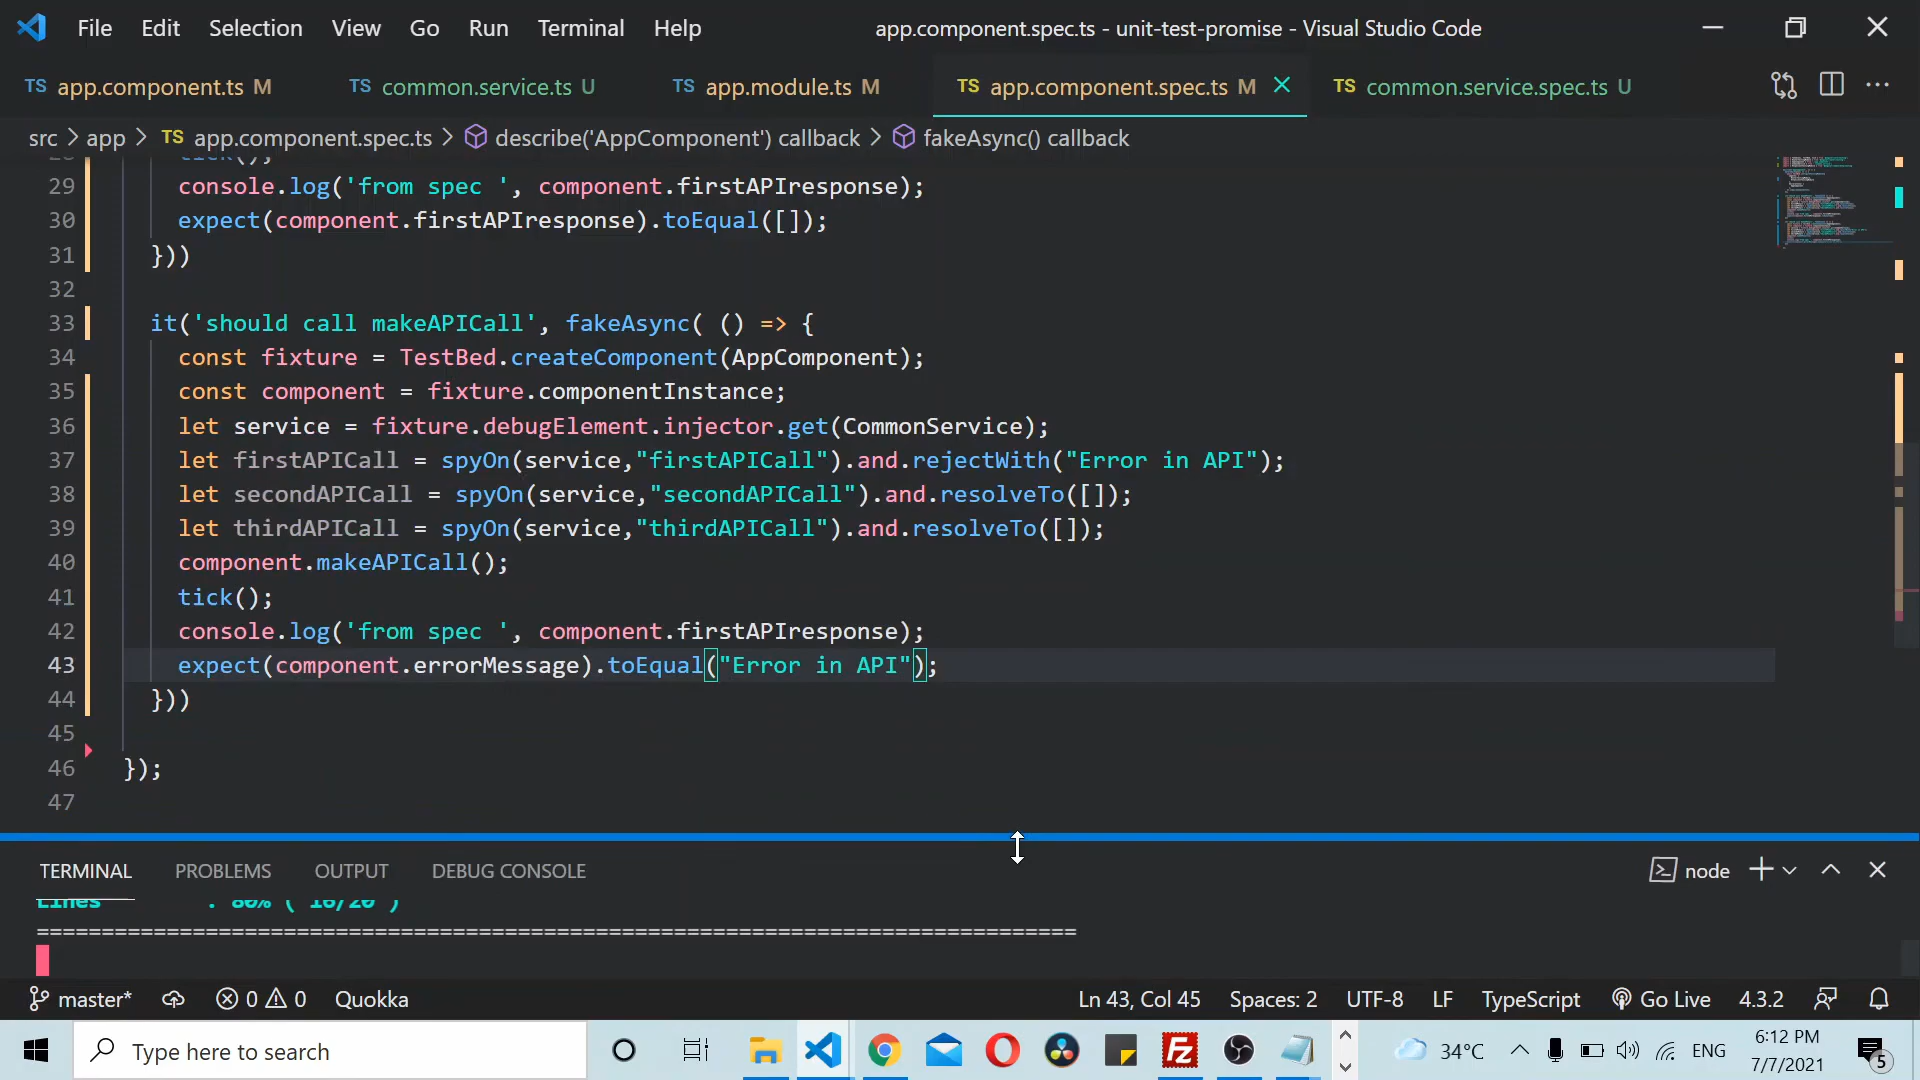 File Edit Selection View Go Run Terminal Help app.component.spec.ts - unit-test-promise - Visual Studio Code
TS app.component.ts M TS common.service.ts U TS app.module.ts M TS app.component.spec.ts M TS common.service.spec.ts U
src > app > TS app.component.spec.ts > describe('AppComponent') callback > fakeAsync() callback
28 tick();
29 console.log('from spec ', component.firstAPIresponse);
30 expect(component.firstAPIresponse).toEqual([]);
31 }))
32
33 it('should call makeAPICall', fakeAsync( () => {
34 const fixture = TestBed.createComponent(AppComponent);
35 const component = fixture.componentInstance;
36 let service = fixture.debugElement.injector.get(CommonService);
37 let firstAPICall = spyOn(service,"firstAPICall").and.rejectWith("Error in API");
38 let secondAPICall = spyOn(service,"secondAPICall").and.resolveTo([]);
39 let thirdAPICall = spyOn(service,"thirdAPICall").and.resolveTo([]);
40 component.makeAPICall();
41 tick();
42 console.log('from spec ', component.firstAPIresponse);
43 expect(component.errorMessage).toEqual("Error in API");
44 }))
45
46 });
47
TERMINAL PROBLEMS OUTPUT DEBUG CONSOLE node
Lines : 80% ( 16/20 )
================================================================================
master* 0 0 Quokka Ln 43, Col 45 Spaces: 2 UTF-8 LF TypeScript Go Live 4.3.2
Type here to search 34°C ENG 6:12 PM
7/7/2021 5